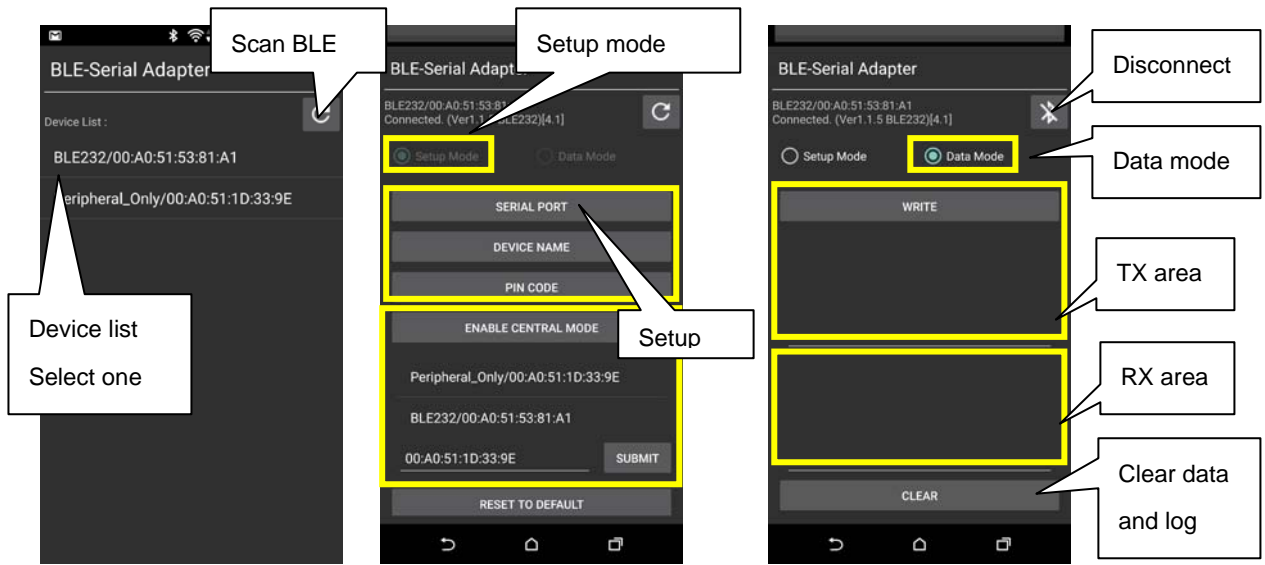 Scan BLE
BLE-Serial Adapter
Device List :
BLE232/00:A0:51:53:81:A1
Peripheral_Only/00:A0:51:1D:33:9E
Device list
Select one
Setup mode
BLE-Serial
BLE232/00:A0:51:53:81
Connected. (Ver1.1. BLE232)[4.1]
Setup Mode
Data Mode
SERIAL PORT
DEVICE NAME
PIN CODE
Setup
ENABLE CENTRAL MODE
Peripheral_Only/00:A0:51:1D:33:9E
BLE232/00:A0:51:53:81:A1
00:A0:51:1D:33:9E
SUBMIT
RESET TO DEFAULT
BLE-Serial Adapter
BLE232/00:A0:51:53:81:A1
Connected. (Ver1.1.5 BLE232)[4.1]
Setup Mode
Data Mode
WRITE
CLEAR
Disconnect
Data mode
TX area
RX area
Clear data
and log